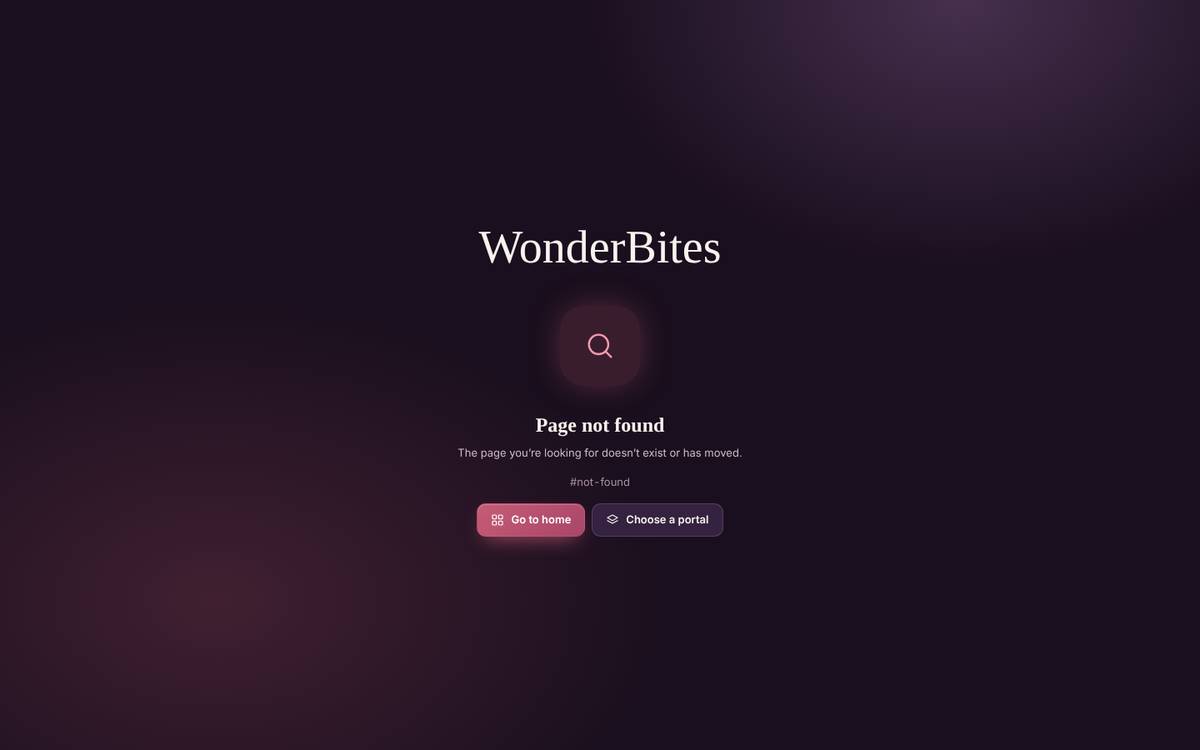 WonderBites
Page not found
The page you’re looking for doesn’t exist or has moved.
#not-found
Go to home
Choose a portal